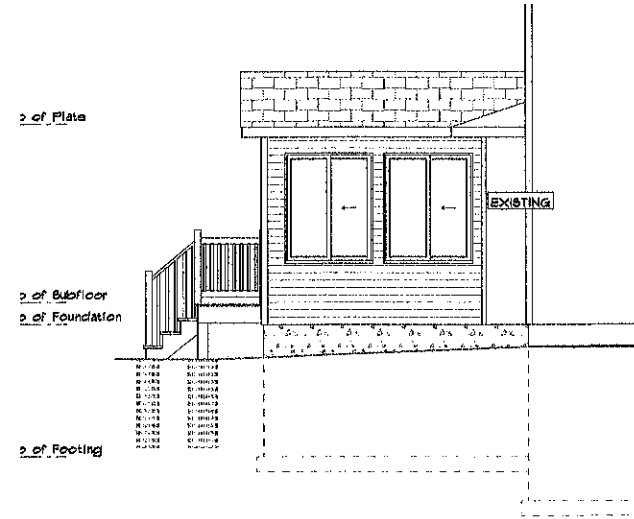 of Plate
EXISTING
of Subfloor
of Foundation
of Footing